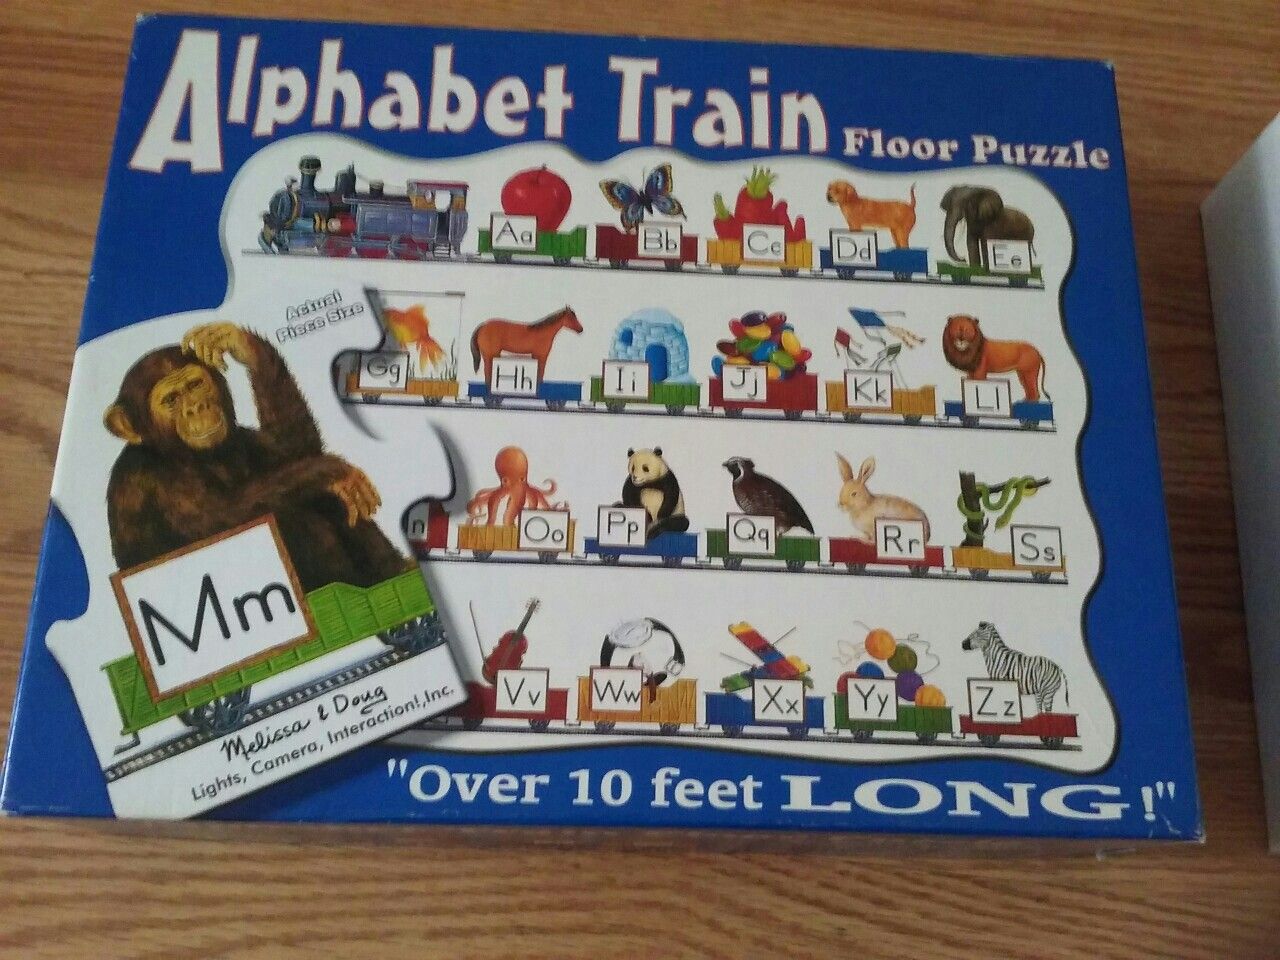 Alphabet Train Floor Puzzle
Aa Bb Cc Dd Ee
Actual
Piece Size
Gg Hh Ii Jj Kk Ll
n Oo Pp Qq Rr Ss
Mm
Vv Ww Xx Yy Zz
Melissa & Doug
Lights, Camera, Interaction!, Inc.
"Over 10 feet LONG!"